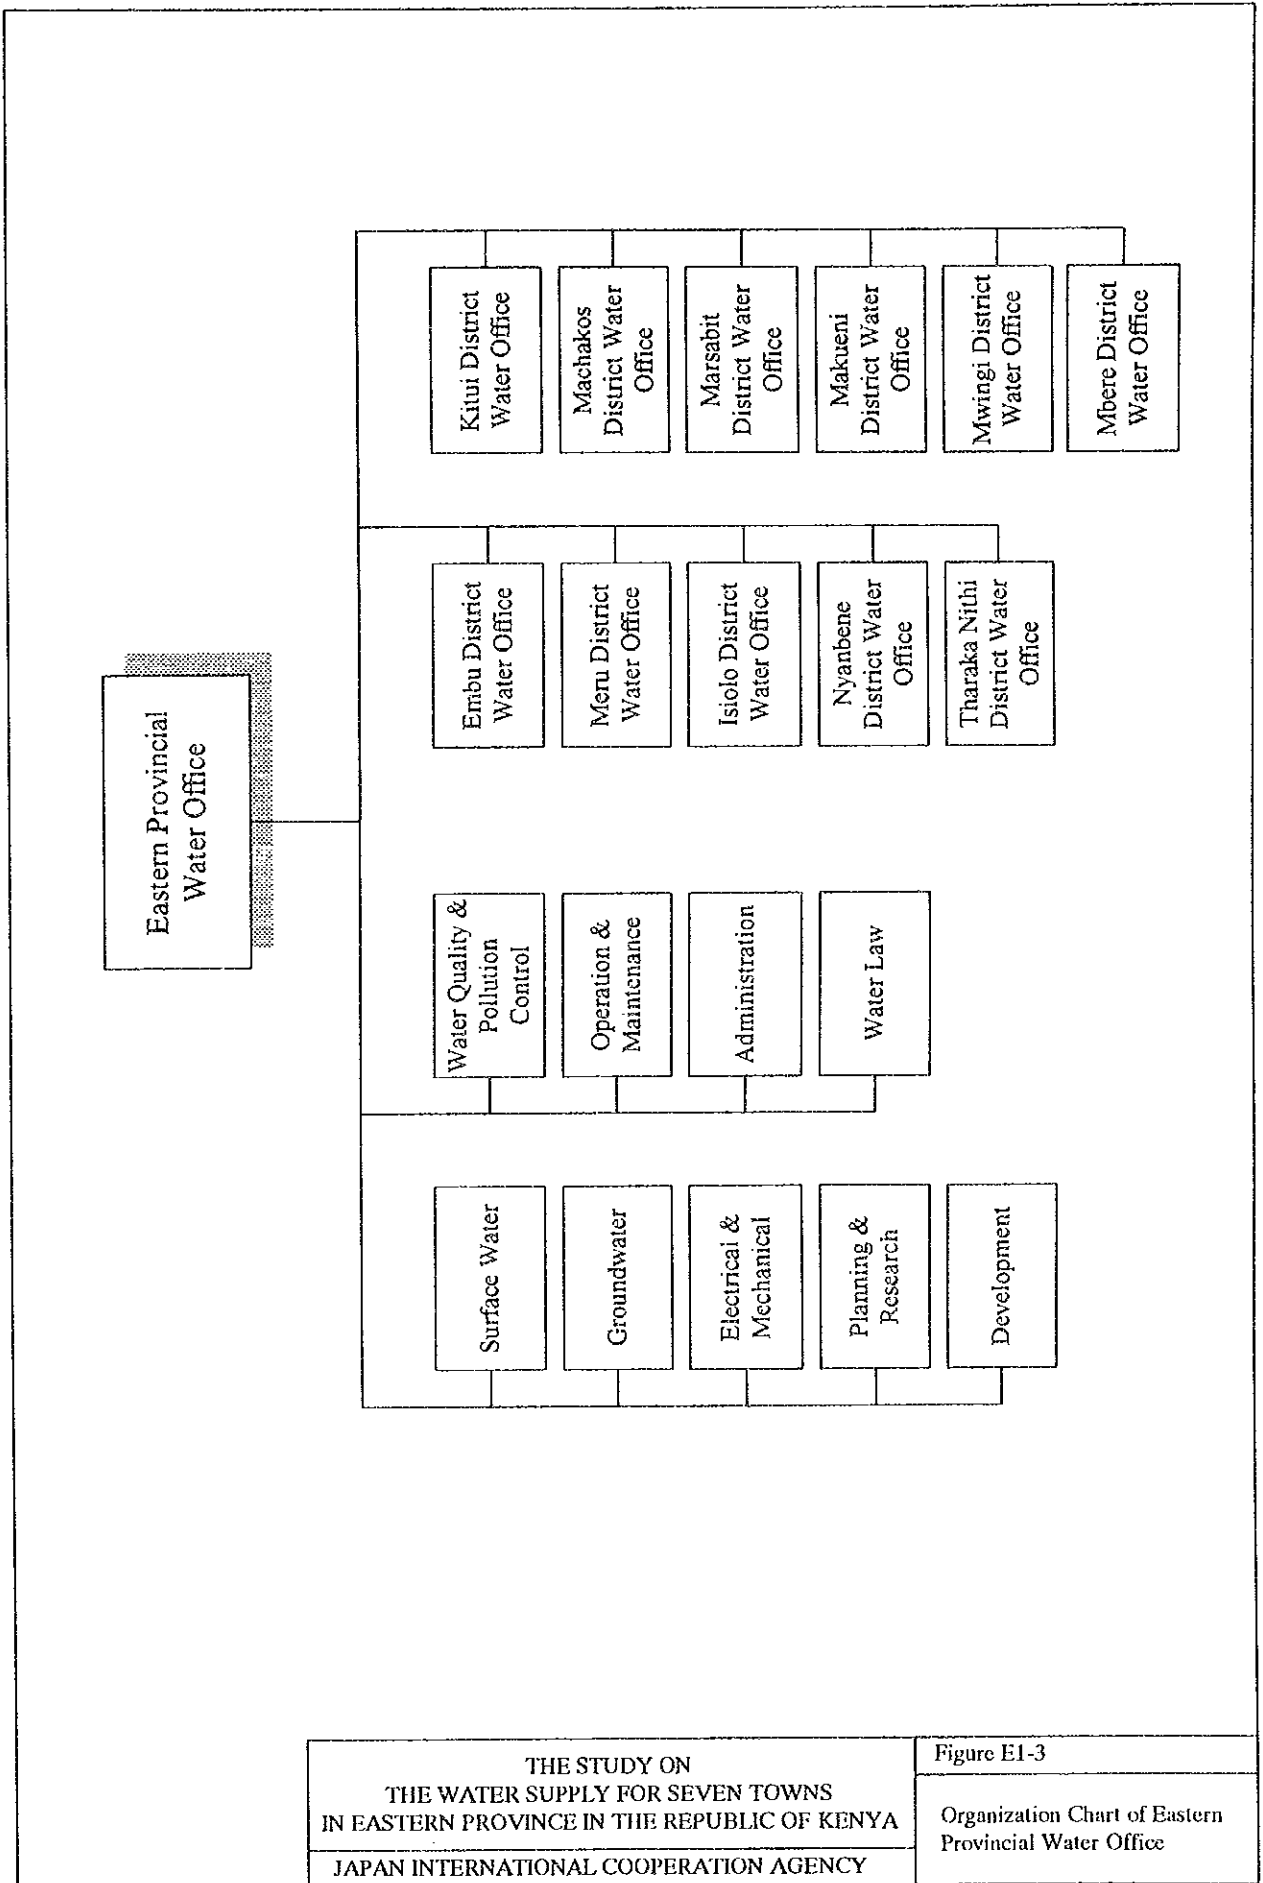 Eastern Provincial
Water Office
Surface Water
Groundwater
Electrical &
Mechanical
Planning &
Research
Development
Water Quality &
Pollution
Control
Operation &
Maintenance
Administration
Water Law
Embu District
Water Office
Meru District
Water Office
Isiolo District
Water Office
Nyanbene
District Water
Office
Tharaka Nithi
District Water
Office
Kitui District
Water Office
Machakos
District Water
Office
Marsabit
District Water
Office
Makueni
District Water
Office
Mwingi District
Water Office
Mbere District
Water Office
THE STUDY ON
THE WATER SUPPLY FOR SEVEN TOWNS
IN EASTERN PROVINCE IN THE REPUBLIC OF KENYA
JAPAN INTERNATIONAL COOPERATION AGENCY
Figure E1-3
Organization Chart of Eastern
Provincial Water Office